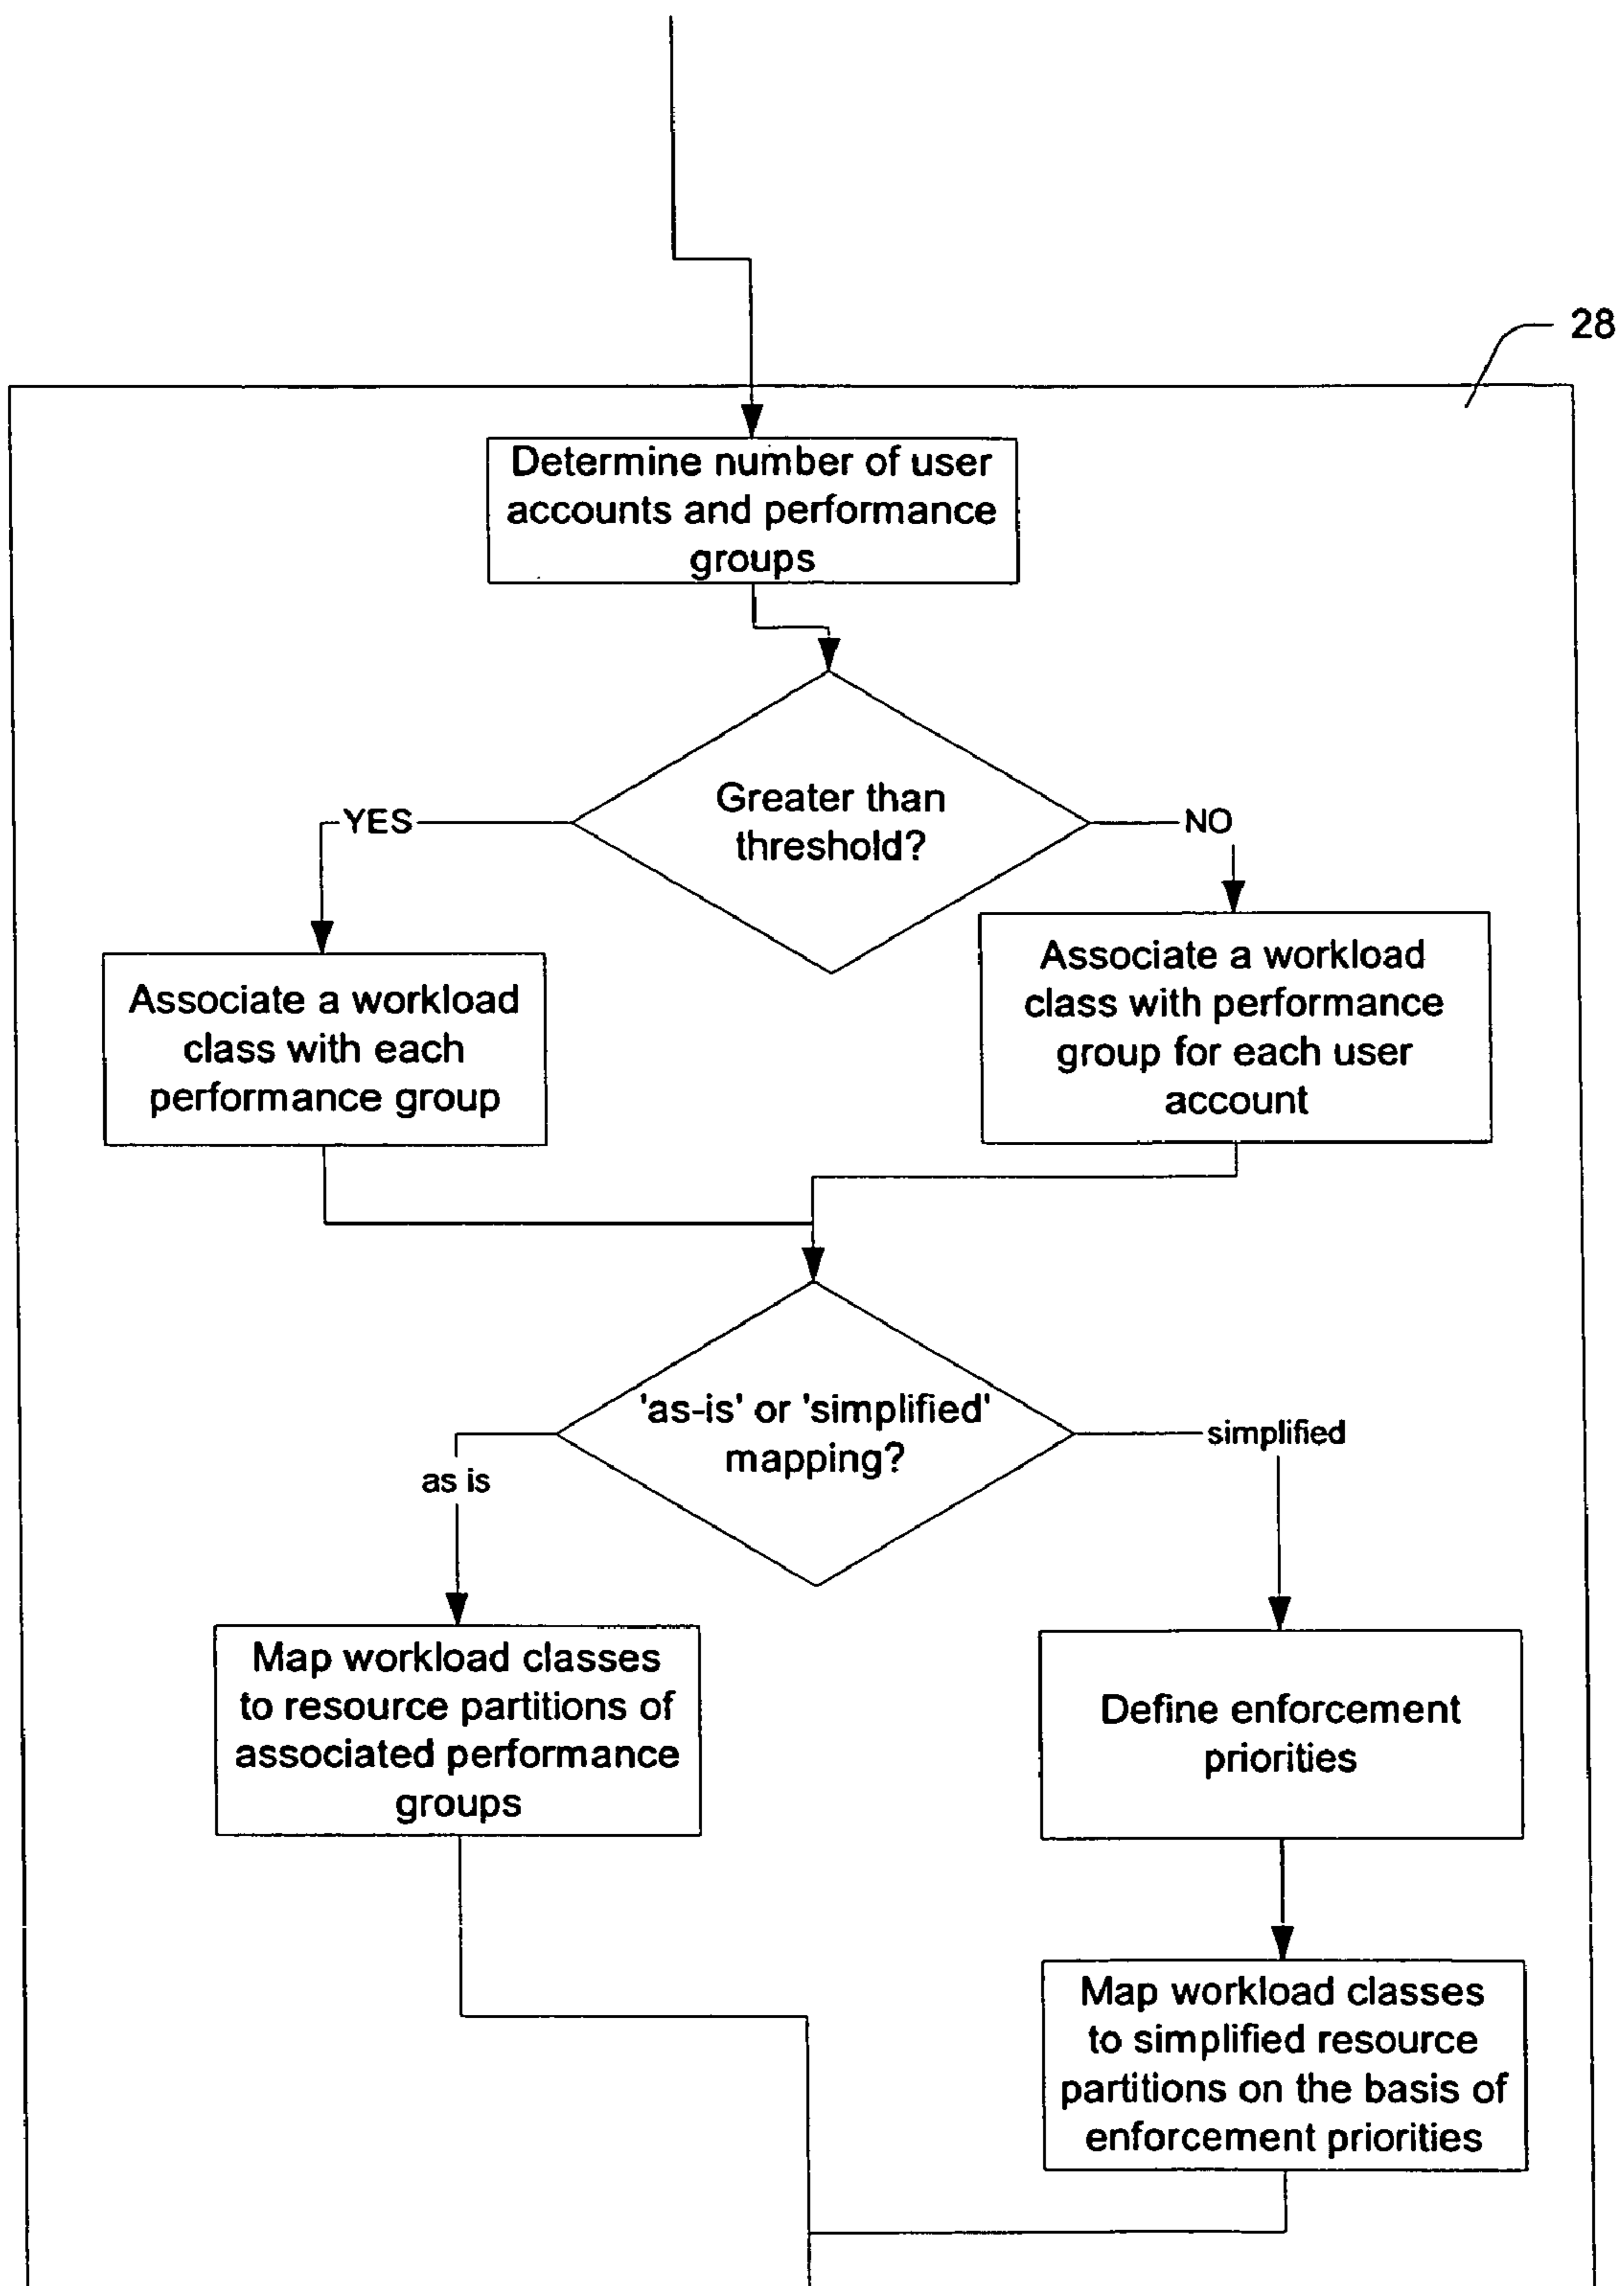 28
Determine number of user
accounts and performance
groups
Greater than
threshold?
YES
NO
Associate a workload
class with each
performance group
Associate a workload
class with performance
group for each user
account
'as-is' or 'simplified'
mapping?
as is
simplified
Map workload classes
to resource partitions of
associated performance
groups
Define enforcement
priorities
Map workload classes
to simplified resource
partitions on the basis of
enforcement priorities